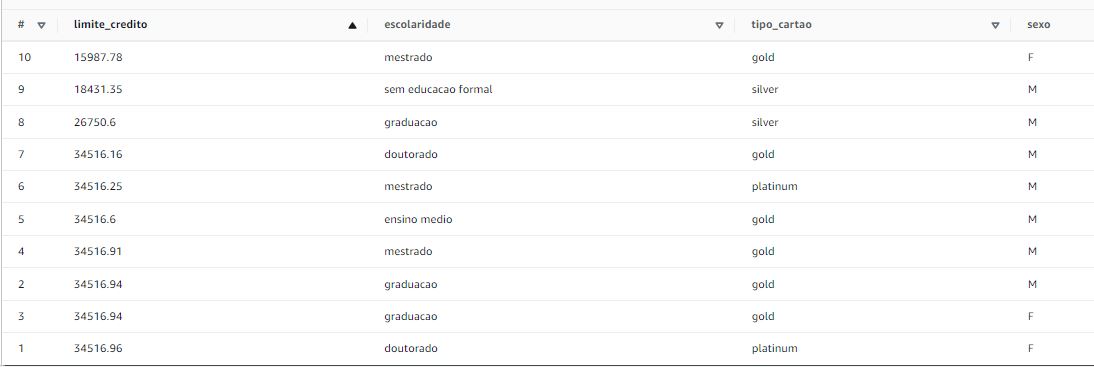 # limite_credito escolaridade tipo_cartao sexo
10 15987.78 mestrado gold F
9 18431.35 sem educacao formal silver M
8 26750.6 graduacao silver M
7 34516.16 doutorado gold M
6 34516.25 mestrado platinum M
5 34516.6 ensino medio gold M
4 34516.91 mestrado gold M
2 34516.94 graduacao gold M
3 34516.94 graduacao gold F
1 34516.96 doutorado platinum F